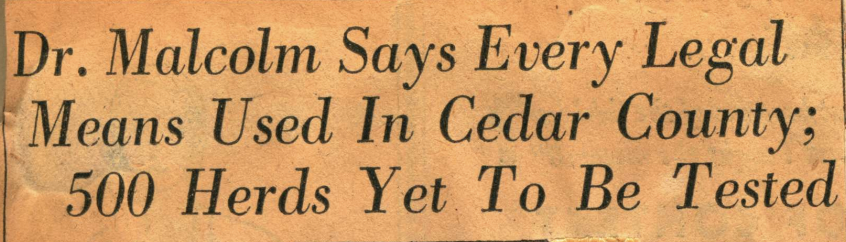 Dr. Malcolm Says Every Legal
Means Used In Cedar County;
500 Herds Yet To Be Tested